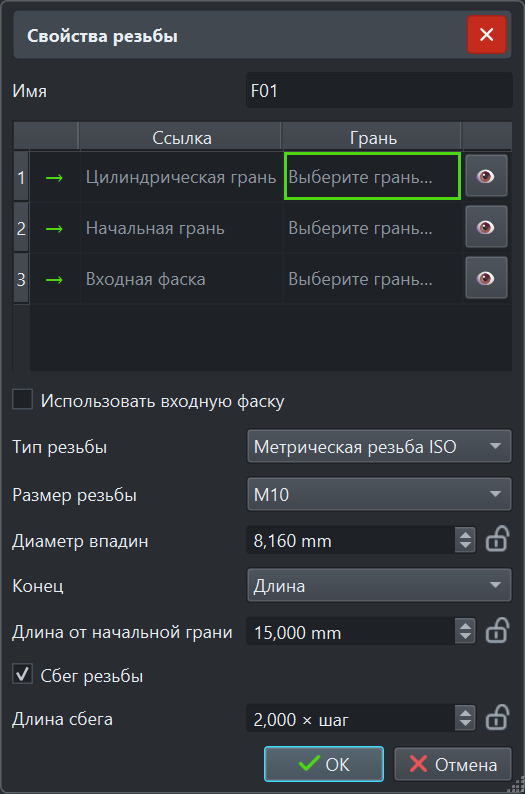 Свойства резьбы
Имя F01
Ссылка Грань
1 → Цилиндрическая грань Выберите грань...
2 → Начальная грань Выберите грань...
3 → Входная фаска Выберите грань...
Использовать входную фаску
Тип резьбы Метрическая резьба ISO
Размер резьбы M10
Диаметр впадин 8,160 mm
Конец Длина
Длина от начальной грани 15,000 mm
Сбег резьбы
Длина сбега 2,000 × шаг
OK Отмена